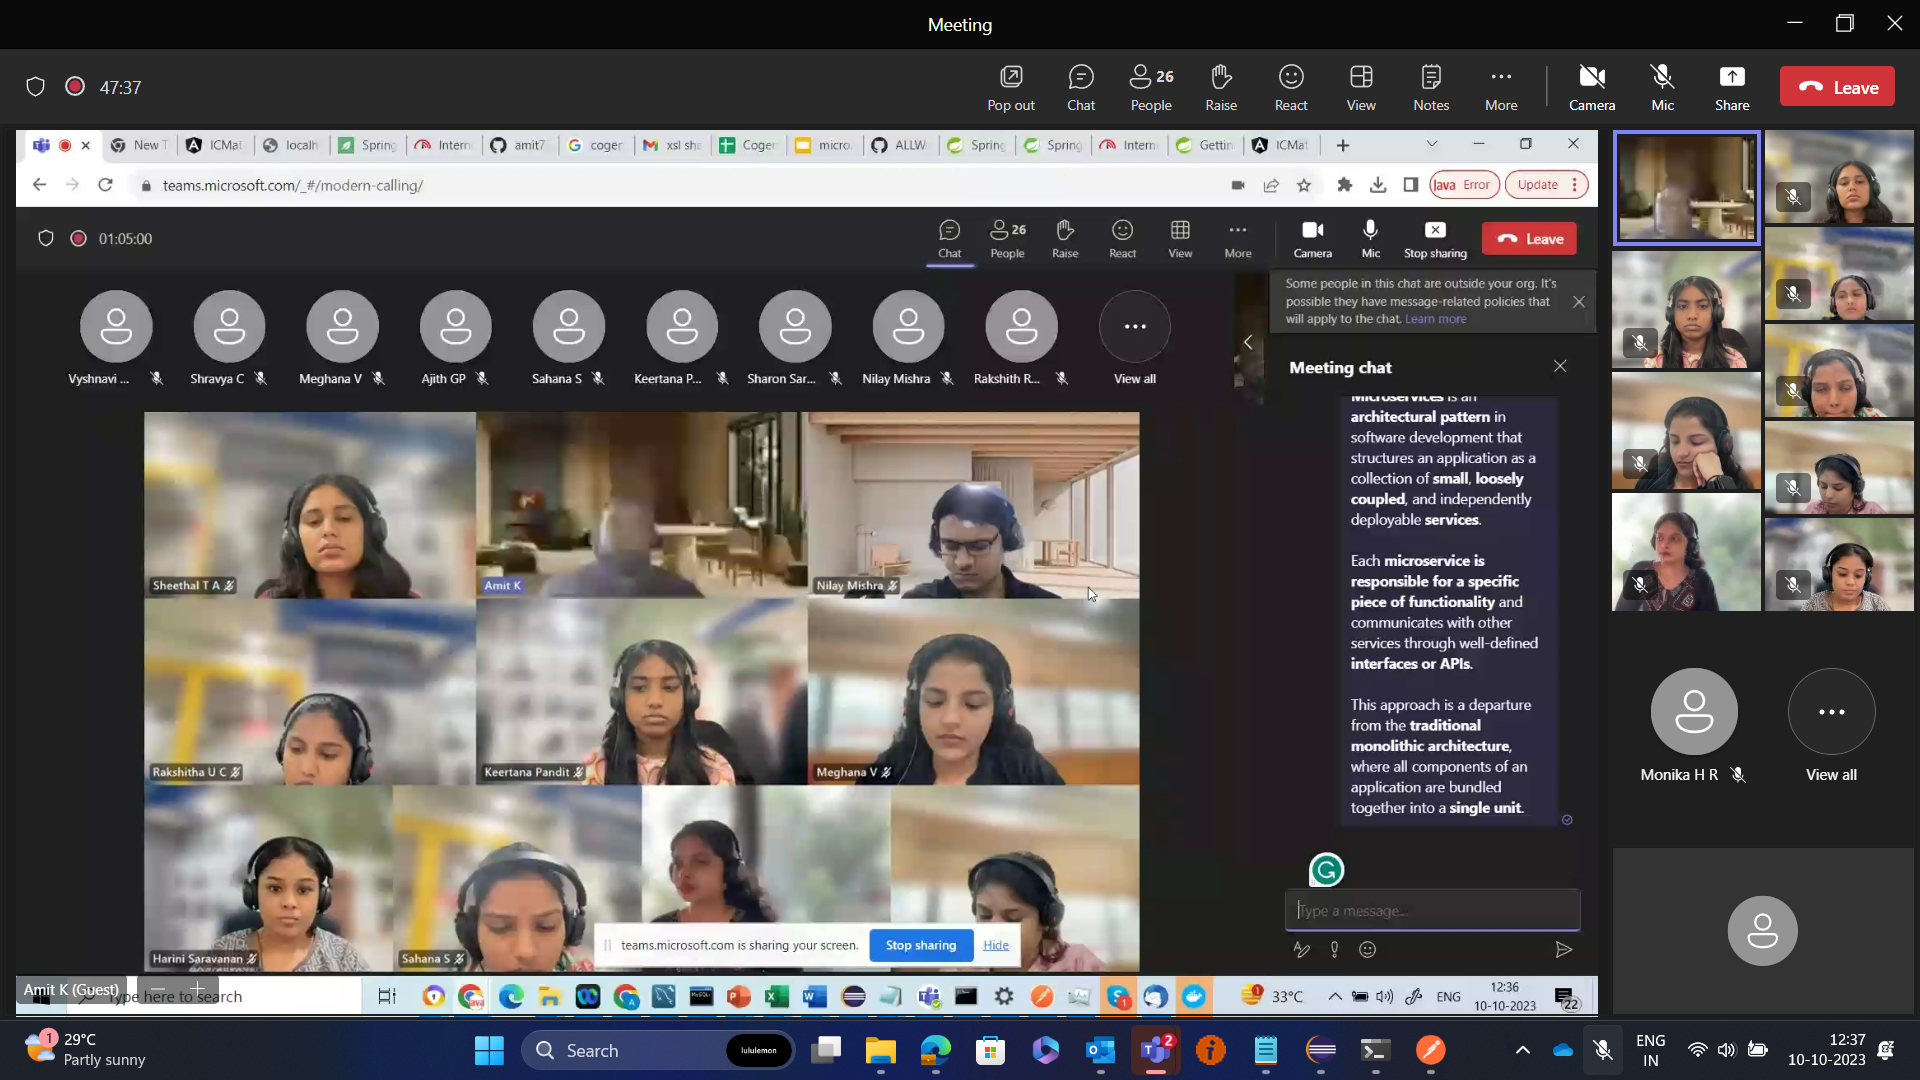 Meeting
47:37
Pop out
Chat
26
People
Raise
React
View
Notes
More
Camera
Mic
Share
Leave
New T
ICMat
localh
Spring
Intern
amit7
coger
xsl she
Coger
micro.
ALLW
Spring
Spring
Intern
Gettin
ICMat
teams.microsoft.com/_#/modern-calling/
Java Error
Update
01:05:00
Chat
26
People
Raise
React
View
More
Camera
Mic
Stop sharing
Leave
Vyshnavi ...
Shravya C
Meghana V
Ajith GP
Sahana S
Keertana P...
Sharon Sar...
Nilay Mishra
Rakshith R...
View all
Some people in this chat are outside your org. It's
possible they have message-related policies that
will apply to the chat. Learn more
Meeting chat
Microservices is an
architectural pattern in
software development that
structures an application as a
collection of small, loosely
coupled, and independently
deployable services.
Each microservice is
responsible for a specific
piece of functionality and
communicates with other
services through well-defined
interfaces or APIs.
This approach is a departure
from the traditional
monolithic architecture,
where all components of an
application are bundled
together into a single unit.
Type a message...
Sheethal T A
Amit K
Nilay Mishra
Rakshitha U C
Keertana Pandit
Meghana V
Harini Saravanan
Sahana S
teams.microsoft.com is sharing your screen.
Stop sharing
Hide
Monika H R
View all
Amit K (Guest)
Type here to search
33°C
ENG
12:36
10-10-2023
22
29°C
Partly sunny
Search
lululemon
ENG
IN
12:37
10-10-2023